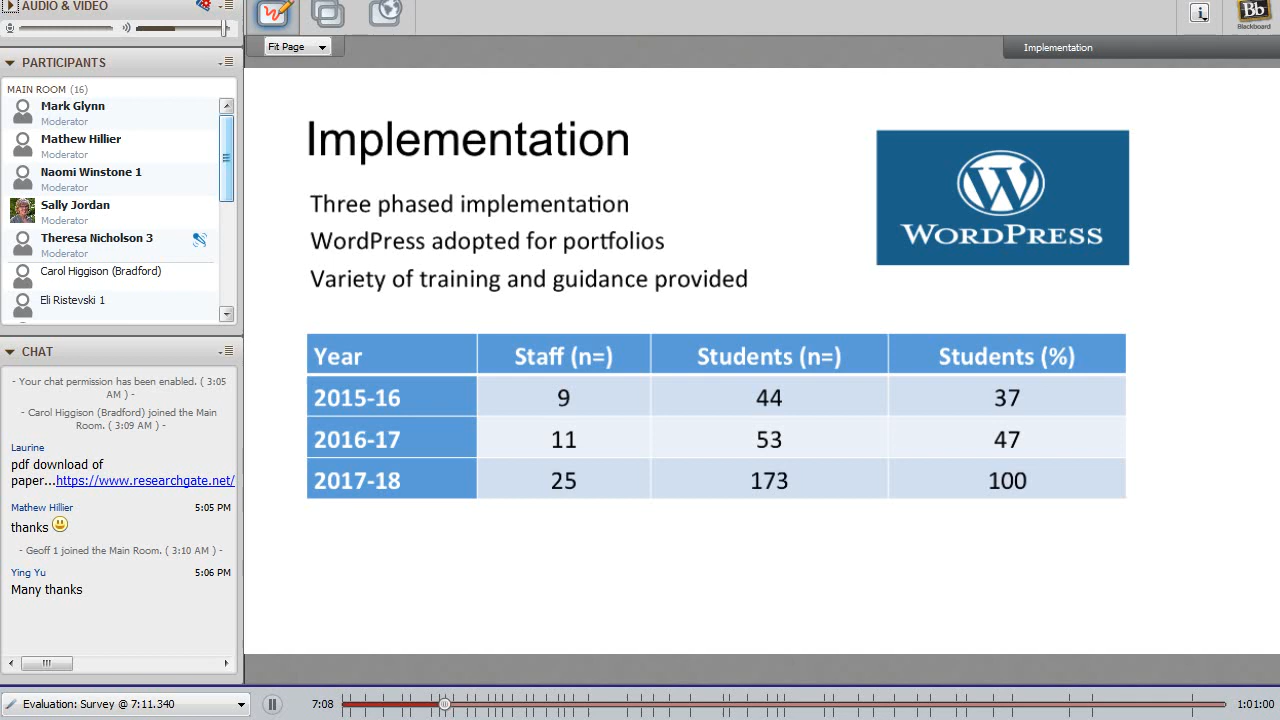 AUDIO & VIDEO
PARTICIPANTS
MAIN ROOM (16)
Mark Glynn
Moderator
Mathew Hillier
Moderator
Naomi Winstone 1
Moderator
Sally Jordan
Moderator
Theresa Nicholson 3
Moderator
Carol Higgison (Bradford)
Eli Ristevski 1
CHAT
- Your chat permission has been enabled. ( 3:05
AM ) -
- Carol Higgison (Bradford) joined the Main
Room. ( 3:09 AM ) -
Laurine
pdf download of
paper...https://www.researchgate.net/
Mathew Hillier 5:05 PM
thanks
- Geoff 1 joined the Main Room. ( 3:10 AM ) -
Ying Yu 5:06 PM
Many thanks
Fit Page
Implementation
i
Bb
Blackboard
Implementation
Three phased implementation
WordPress adopted for portfolios
Variety of training and guidance provided
W
WORDPRESS
Year Staff (n=) Students (n=) Students (%)
2015-16 9 44 37
2016-17 11 53 47
2017-18 25 173 100
Evaluation: Survey @ 7:11.340
7:08
1:01:00